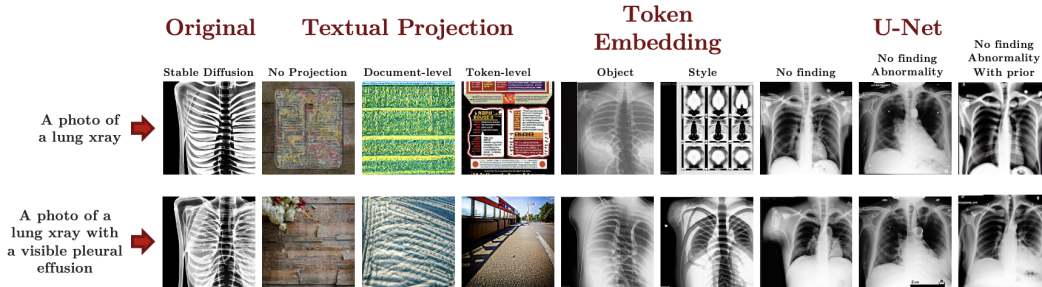 Original
Textual Projection
Token
Embedding
U-Net
Stable Diffusion
No Projection
Document-level
Token-level
Object
Style
No finding
No finding
Abnormality
No finding
Abnormality
With prior
A photo of
a lung xray
A photo of a
lung xray with
a visible pleural
effusion